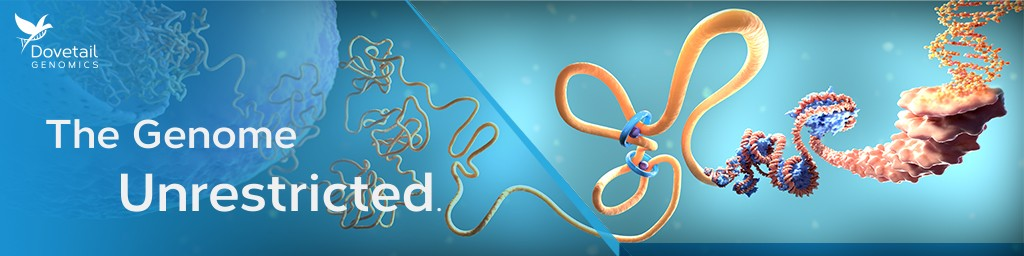 Dovetail
GENOMICS
The Genome
Unrestricted.